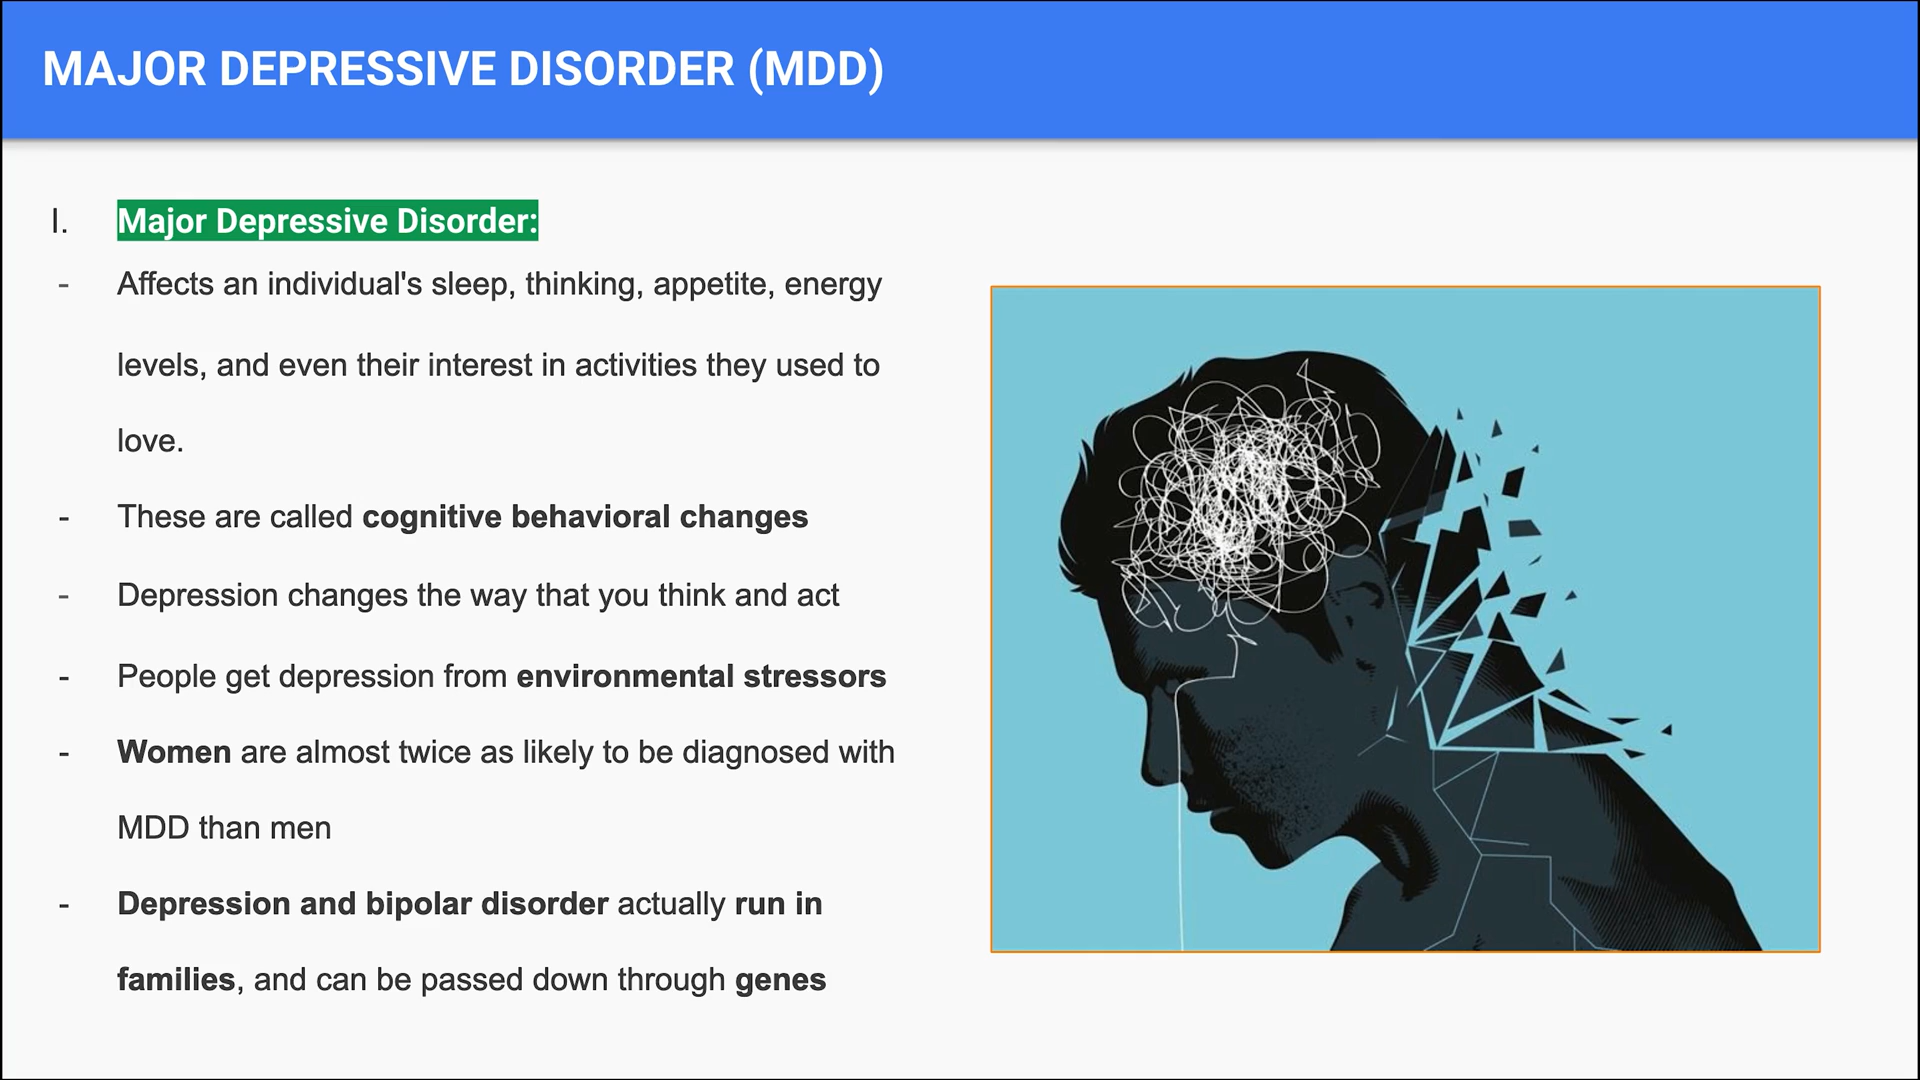 MAJOR DEPRESSIVE DISORDER (MDD)
I. Major Depressive Disorder:
- Affects an individual's sleep, thinking, appetite, energy
levels, and even their interest in activities they used to
love.
- These are called cognitive behavioral changes
- Depression changes the way that you think and act
- People get depression from environmental stressors
- Women are almost twice as likely to be diagnosed with
MDD than men
- Depression and bipolar disorder actually run in
families, and can be passed down through genes